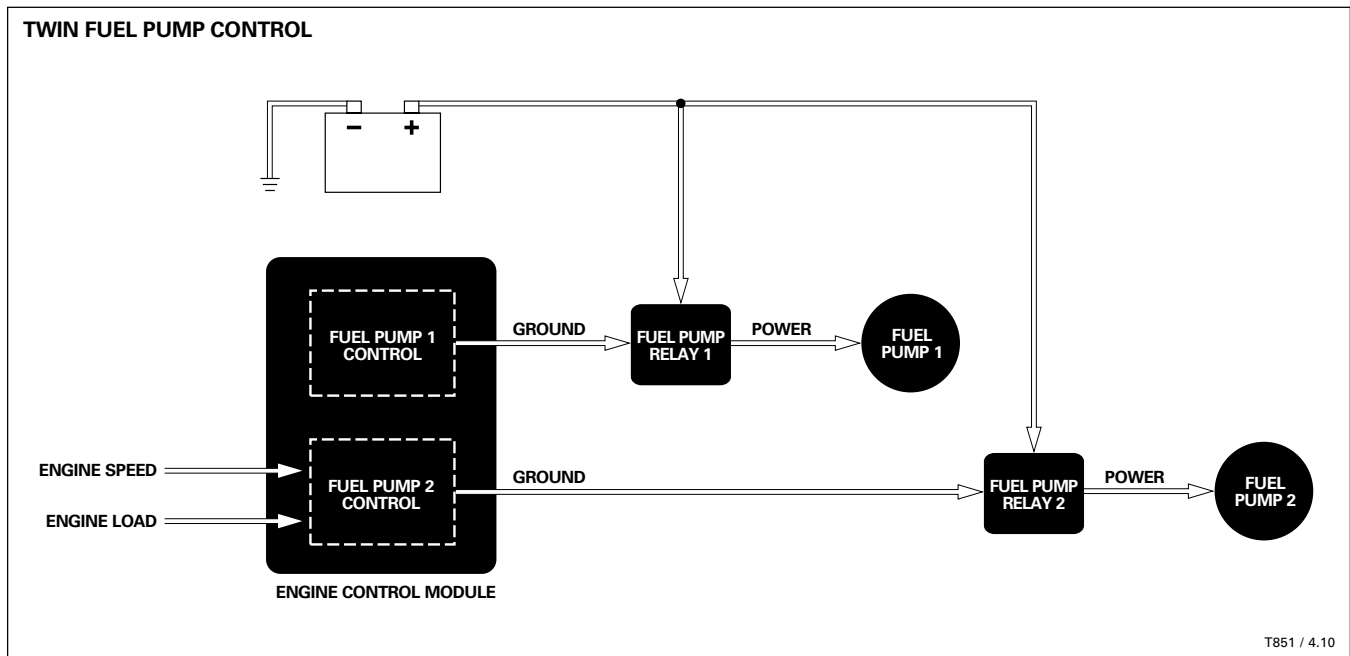 TWIN FUEL PUMP CONTROL
− +
FUEL PUMP 1
CONTROL
GROUND
FUEL PUMP
RELAY 1
POWER
FUEL
PUMP 1
ENGINE SPEED
ENGINE LOAD
FUEL PUMP 2
CONTROL
GROUND
FUEL PUMP
RELAY 2
POWER
FUEL
PUMP 2
ENGINE CONTROL MODULE
T851 / 4.10